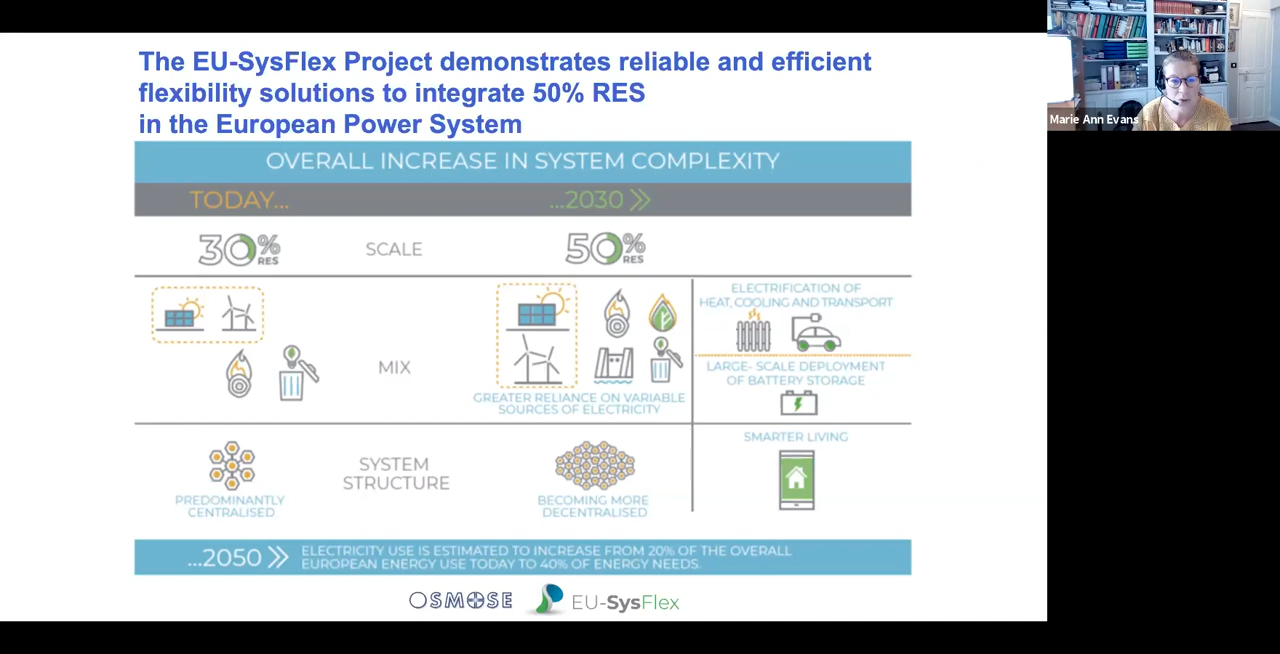 The EU-SysFlex Project demonstrates reliable and efficient
flexibility solutions to integrate 50% RES
in the European Power System
Marie Ann Evans
OVERALL INCREASE IN SYSTEM COMPLEXITY
TODAY...
...2030 >>
30% RES
SCALE
50% RES
MIX
GREATER RELIANCE ON VARIABLE
SOURCES OF ELECTRICITY
ELECTRIFICATION OF
HEAT, COOLING AND TRANSPORT
LARGE- SCALE DEPLOYMENT
OF BATTERY STORAGE
PREDOMINANTLY
CENTRALISED
SYSTEM
STRUCTURE
BECOMING MORE
DECENTRALISED
SMARTER LIVING
...2050 >>
ELECTRICITY USE IS ESTIMATED TO INCREASE FROM 20% OF THE OVERALL
EUROPEAN ENERGY USE TODAY TO 40% OF ENERGY NEEDS.
OSMOSE
EU-SysFlex